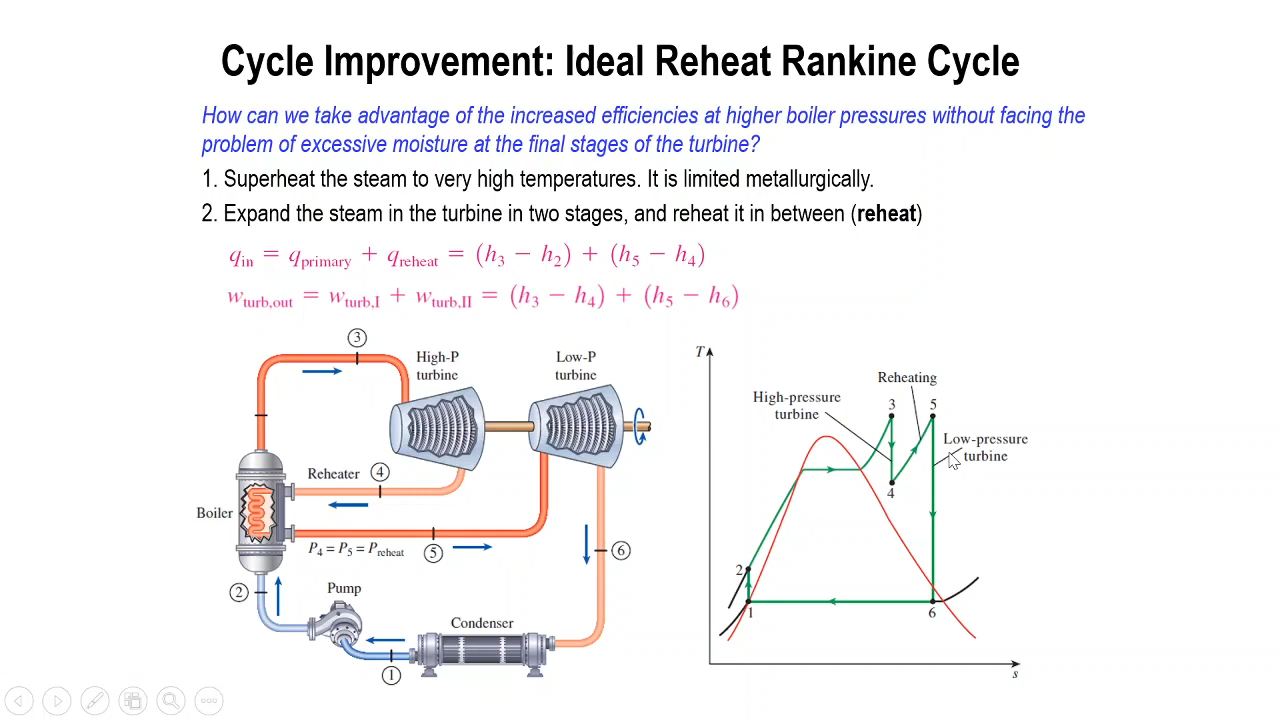 Cycle Improvement: Ideal Reheat Rankine Cycle
How can we take advantage of the increased efficiencies at higher boiler pressures without facing the
problem of excessive moisture at the final stages of the turbine?
1. Superheat the steam to very high temperatures. It is limited metallurgically.
2. Expand the steam in the turbine in two stages, and reheat it in between (reheat)
q_in = q_primary + q_reheat = (h_3 − h_2) + (h_5 − h_4)
w_turb,out = w_turb,I + w_turb,II = (h_3 − h_4) + (h_5 − h_6)
3
High-P
turbine
Low-P
turbine
Reheater
4
Boiler
P_4 = P_5 = P_reheat
5
6
2
Pump
Condenser
1
T
Reheating
High-pressure
turbine
3
5
Low-pressure
turbine
4
2
1
6
s